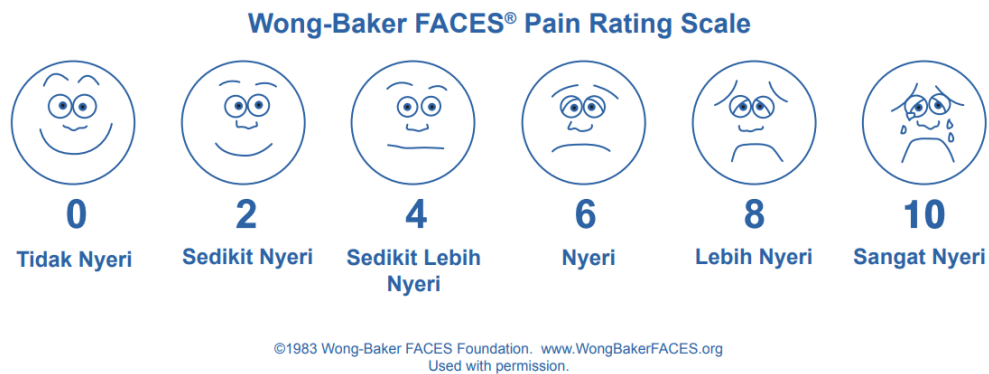 Wong-Baker FACES® Pain Rating Scale
0 2 4 6 8 10
Tidak Nyeri Sedikit Nyeri Sedikit Lebih Nyeri Nyeri Lebih Nyeri Sangat Nyeri
©1983 Wong-Baker FACES Foundation. www.WongBakerFACES.org
Used with permission.